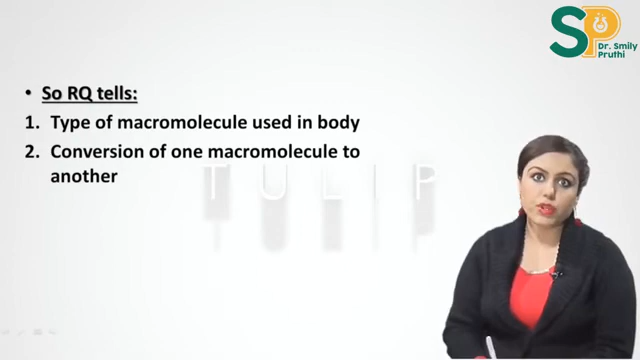 SP
Dr. Smily
Pruthi
• So RQ tells:
1. Type of macromolecule used in body
2. Conversion of one macromolecule to
another
TULIP